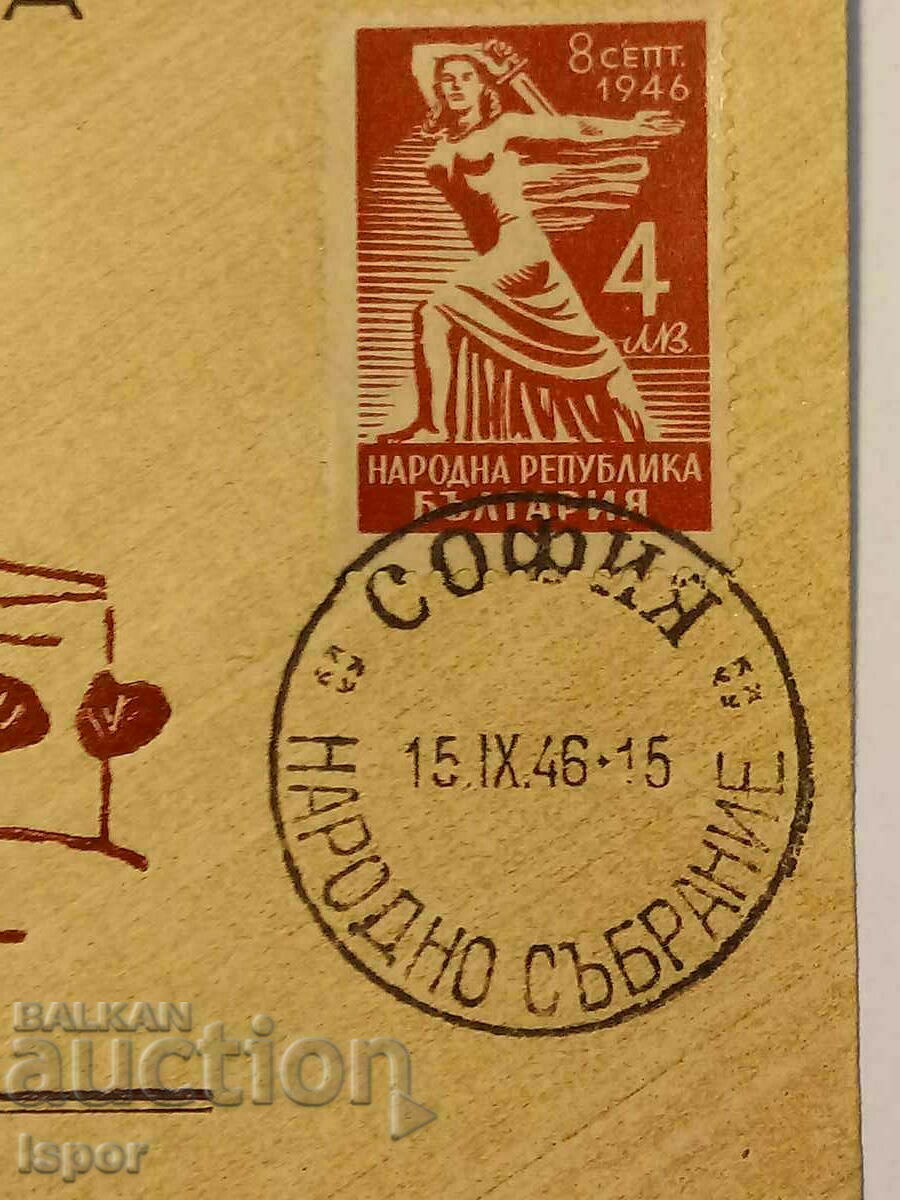 А
8 СЕПТ.
1946
4
ЛВ.
НАРОДНА РЕПУБЛИКА
БЪЛГАРИЯ
СОФИЯ
15.IX.46·15
НАРОДНО СЪБРАНИЕ
BALKAN
auction
Ispor